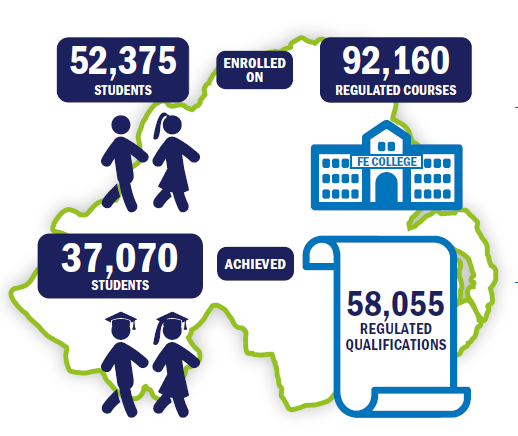 52,375
STUDENTS
ENROLLED
ON
92,160
REGULATED COURSES
FE COLLEGE
37,070
STUDENTS
ACHIEVED
58,055
REGULATED
QUALIFICATIONS